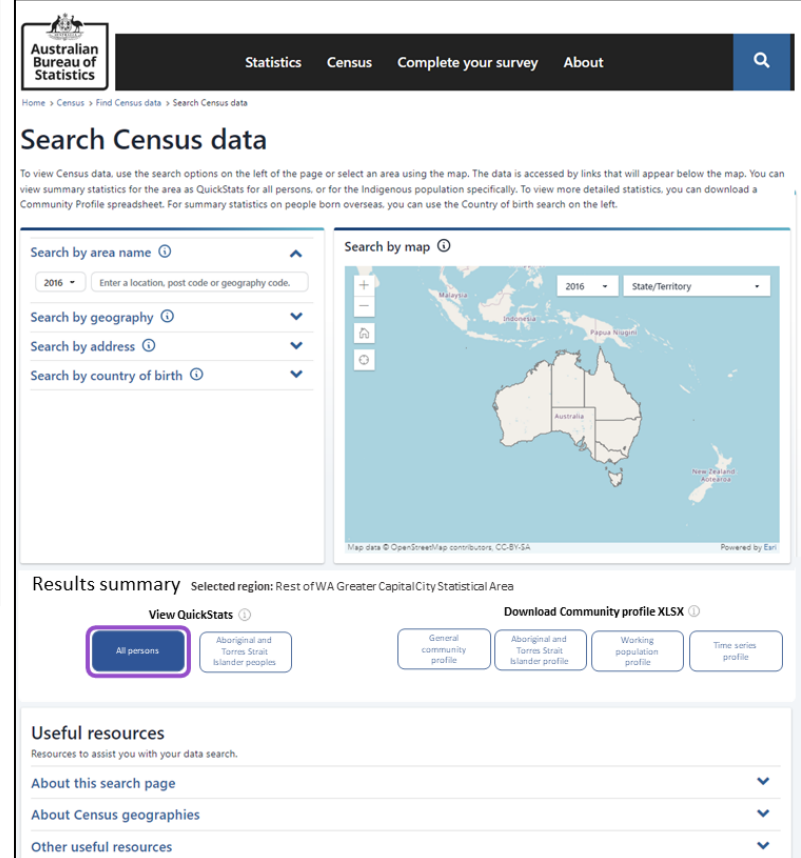 Australian
Bureau of
Statistics
Statistics Census Complete your survey About
Home > Census > Find Census data > Search Census data
Search Census data
To view Census data, use the search options on the left of the page or select an area using the map. The data is accessed by links that will appear below the map. You can
view summary statistics for the area as QuickStats for all persons, or for the Indigenous population specifically. To view more detailed statistics, you can download a
Community Profile spreadsheet. For summary statistics on people born overseas, you can use the Country of birth search on the left.
Search by area name
2016 Enter a location, post code or geography code.
Search by geography
Search by address
Search by country of birth
Search by map
2016 State/Territory
Malaysia
Indonesia
Papua Niugini
Australia
New Zealand
Aotearoa
Map data © OpenStreetMap contributors, CC-BY-SA Powered by Esri
Results summary Selected region: Rest of WA Greater Capital City Statistical Area
View QuickStats
All persons
Aboriginal and
Torres Strait
Islander peoples
Download Community profile XLSX
General
community
profile
Aboriginal and
Torres Strait
Islander profile
Working
population
profile
Time series
profile
Useful resources
Resources to assist you with your data search.
About this search page
About Census geographies
Other useful resources